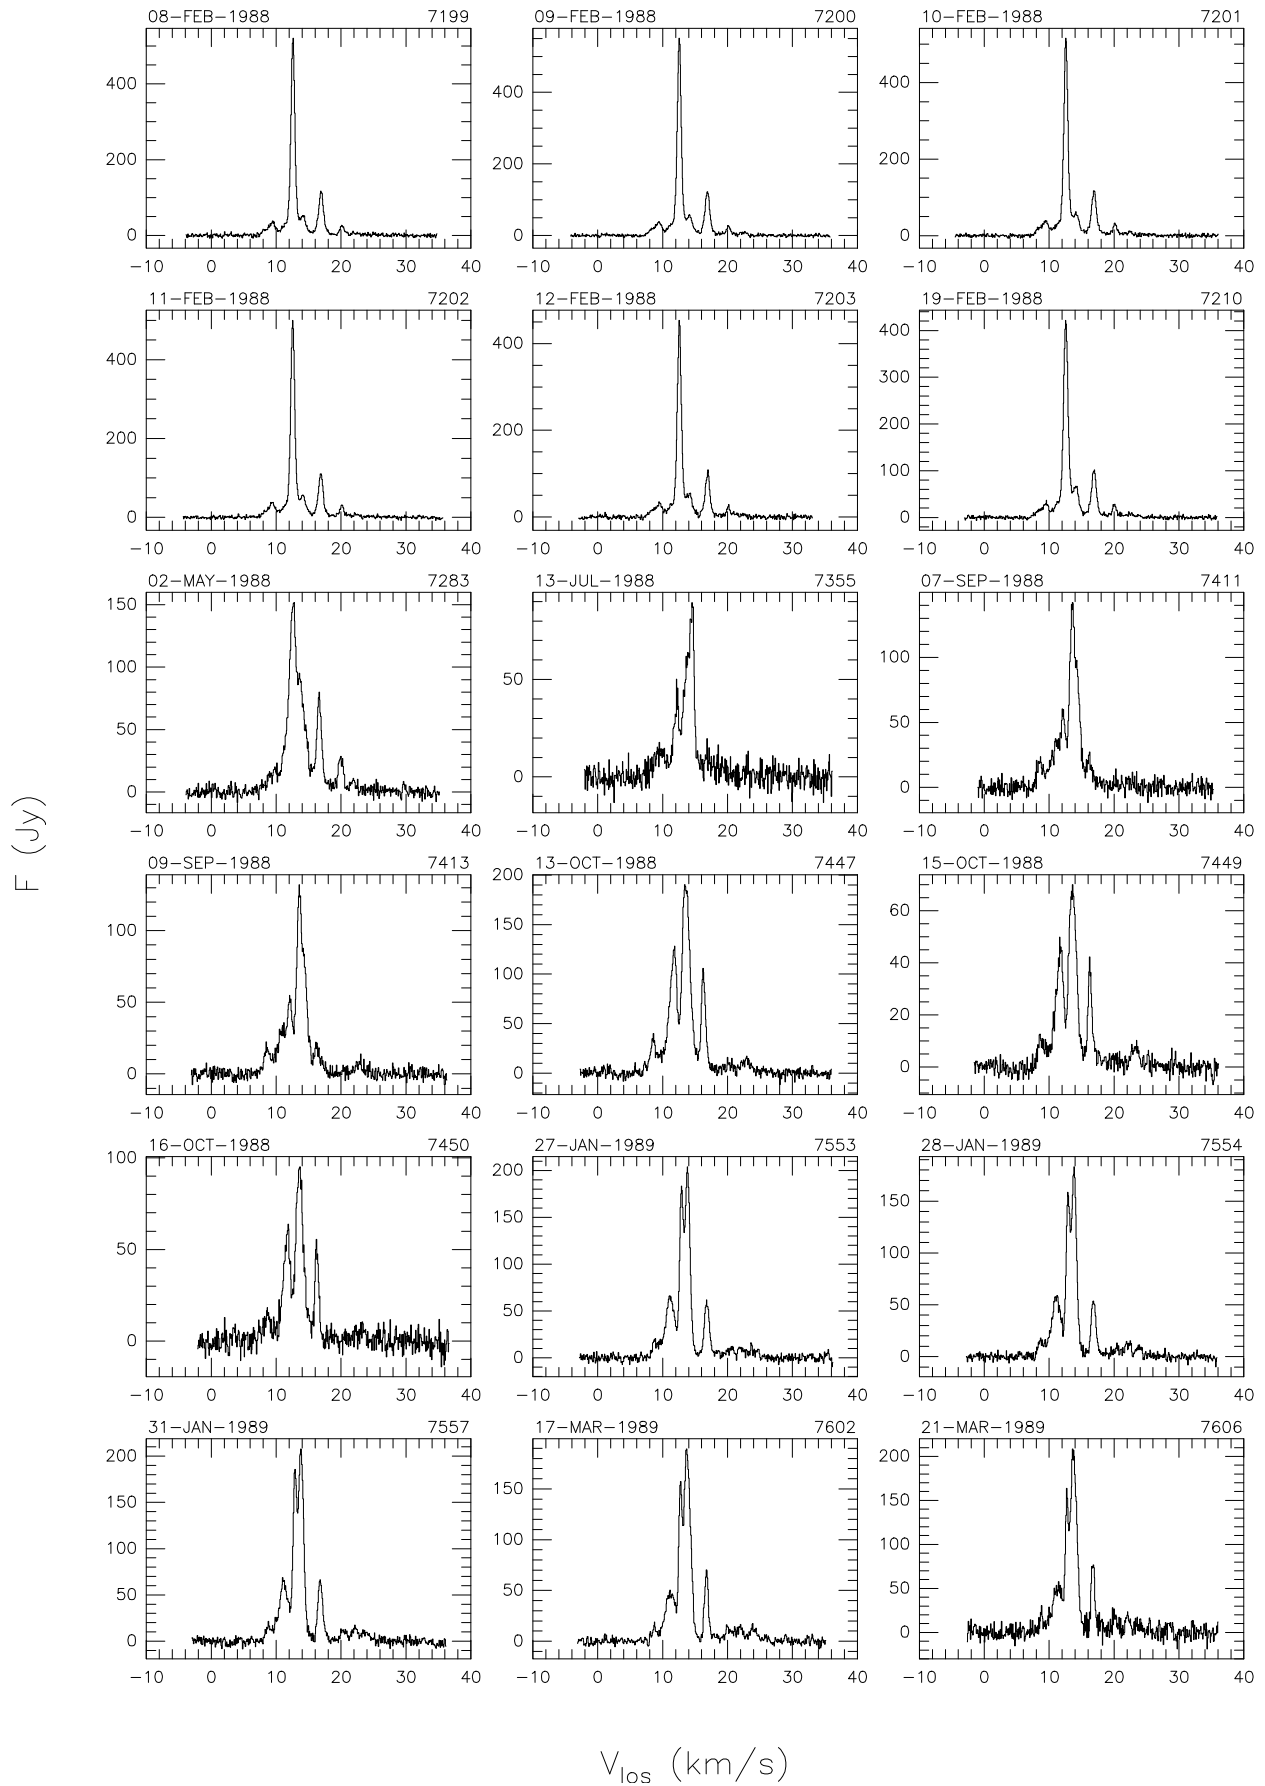 08-FEB-1988 7199 09-FEB-1988 7200 10-FEB-1988 7201
400 400 400
200 200 200
0 0 0
-10 0 10 20 30 40 -10 0 10 20 30 40 -10 0 10 20 30 40
11-FEB-1988 7202 12-FEB-1988 7203 19-FEB-1988 7210
400 400 400
300
200 200 200
100
0 0 0
-10 0 10 20 30 40 -10 0 10 20 30 40 -10 0 10 20 30 40
02-MAY-1988 7283 13-JUL-1988 7355 07-SEP-1988 7411
150
100 50 100
50 50
0 0 0
-10 0 10 20 30 40 -10 0 10 20 30 40 -10 0 10 20 30 40
F (Jy)
09-SEP-1988 7413 13-OCT-1988 7447 15-OCT-1988 7449
200
100 150 60
100 40
50 50 20
0 0 0
-10 0 10 20 30 40 -10 0 10 20 30 40 -10 0 10 20 30 40
16-OCT-1988 7450 27-JAN-1989 7553 28-JAN-1989 7554
100 200
150 150
50 100 100
50 50
0 0 0
-10 0 10 20 30 40 -10 0 10 20 30 40 -10 0 10 20 30 40
31-JAN-1989 7557 17-MAR-1989 7602 21-MAR-1989 7606
200 200
150 150 150
100 100 100
50 50 50
0 0 0
-10 0 10 20 30 40 -10 0 10 20 30 40 -10 0 10 20 30 40
V_los (km/s)